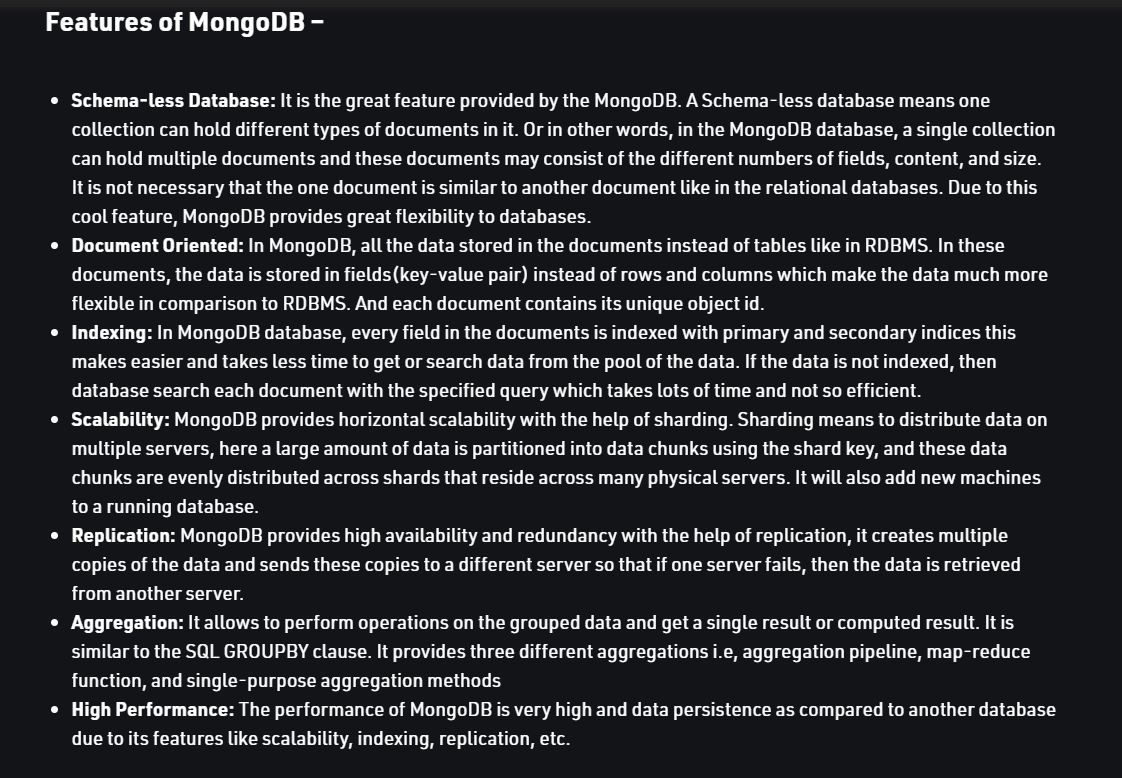 Features of MongoDB –
• Schema-less Database: It is the great feature provided by the MongoDB. A Schema-less database means one
collection can hold different types of documents in it. Or in other words, in the MongoDB database, a single collection
can hold multiple documents and these documents may consist of the different numbers of fields, content, and size.
It is not necessary that the one document is similar to another document like in the relational databases. Due to this
cool feature, MongoDB provides great flexibility to databases.
• Document Oriented: In MongoDB, all the data stored in the documents instead of tables like in RDBMS. In these
documents, the data is stored in fields(key-value pair) instead of rows and columns which make the data much more
flexible in comparison to RDBMS. And each document contains its unique object id.
• Indexing: In MongoDB database, every field in the documents is indexed with primary and secondary indices this
makes easier and takes less time to get or search data from the pool of the data. If the data is not indexed, then
database search each document with the specified query which takes lots of time and not so efficient.
• Scalability: MongoDB provides horizontal scalability with the help of sharding. Sharding means to distribute data on
multiple servers, here a large amount of data is partitioned into data chunks using the shard key, and these data
chunks are evenly distributed across shards that reside across many physical servers. It will also add new machines
to a running database.
• Replication: MongoDB provides high availability and redundancy with the help of replication, it creates multiple
copies of the data and sends these copies to a different server so that if one server fails, then the data is retrieved
from another server.
• Aggregation: It allows to perform operations on the grouped data and get a single result or computed result. It is
similar to the SQL GROUPBY clause. It provides three different aggregations i.e, aggregation pipeline, map-reduce
function, and single-purpose aggregation methods
• High Performance: The performance of MongoDB is very high and data persistence as compared to another database
due to its features like scalability, indexing, replication, etc.